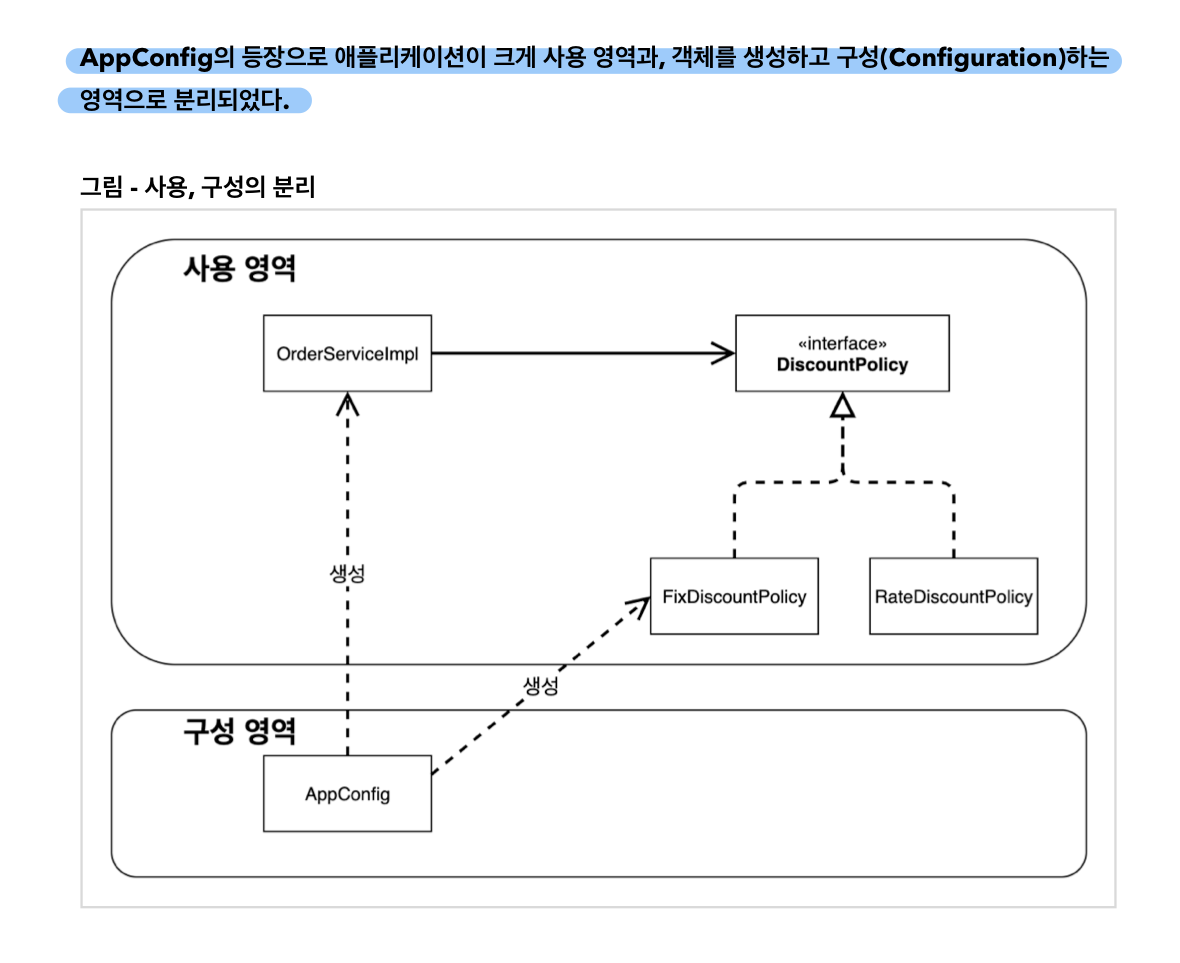 AppConfig의 등장으로 애플리케이션이 크게 사용 영역과, 객체를 생성하고 구성(Configuration)하는
영역으로 분리되었다.
그림 - 사용, 구성의 분리
사용 영역
OrderServiceImpl
«interface»
DiscountPolicy
생성
FixDiscountPolicy
RateDiscountPolicy
생성
구성 영역
AppConfig